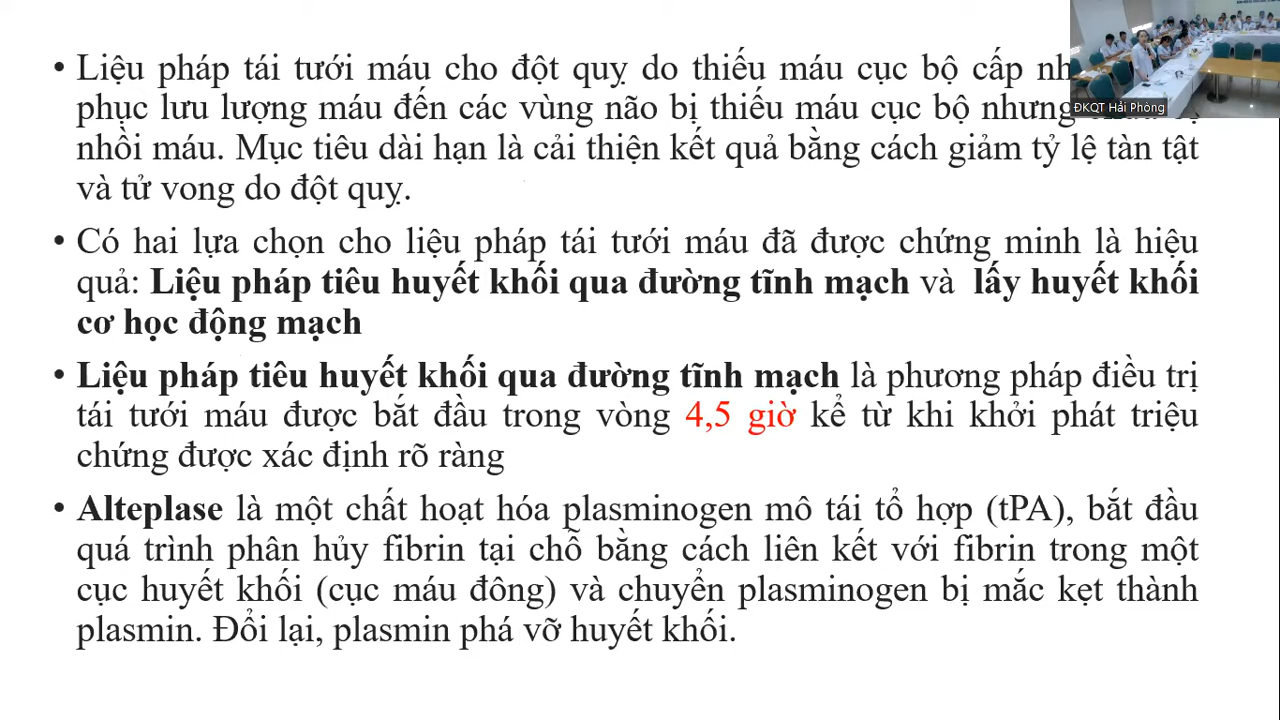 • Liệu pháp tái tưới máu cho đột quỵ do thiếu máu cục bộ cấp
phục lưu lượng máu đến các vùng não bị thiếu máu cục bộ nhưng
nhồi máu. Mục tiêu dài hạn là cải thiện kết quả bằng cách giảm tỷ lệ tàn tật
và tử vong do đột quỵ.
• Có hai lựa chọn cho liệu pháp tái tưới máu đã được chứng minh là hiệu
quả: Liệu pháp tiêu huyết khối qua đường tĩnh mạch và lấy huyết khối
cơ học động mạch
• Liệu pháp tiêu huyết khối qua đường tĩnh mạch là phương pháp điều trị
tái tưới máu được bắt đầu trong vòng 4,5 giờ kể từ khi khởi phát triệu
chứng được xác định rõ ràng
• Alteplase là một chất hoạt hóa plasminogen mô tái tổ hợp (tPA), bắt đầu
quá trình phân hủy fibrin tại chỗ bằng cách liên kết với fibrin trong một
cục huyết khối (cục máu đông) và chuyển plasminogen bị mắc kẹt thành
plasmin. Đổi lại, plasmin phá vỡ huyết khối.
ĐKQT Hải Phòng